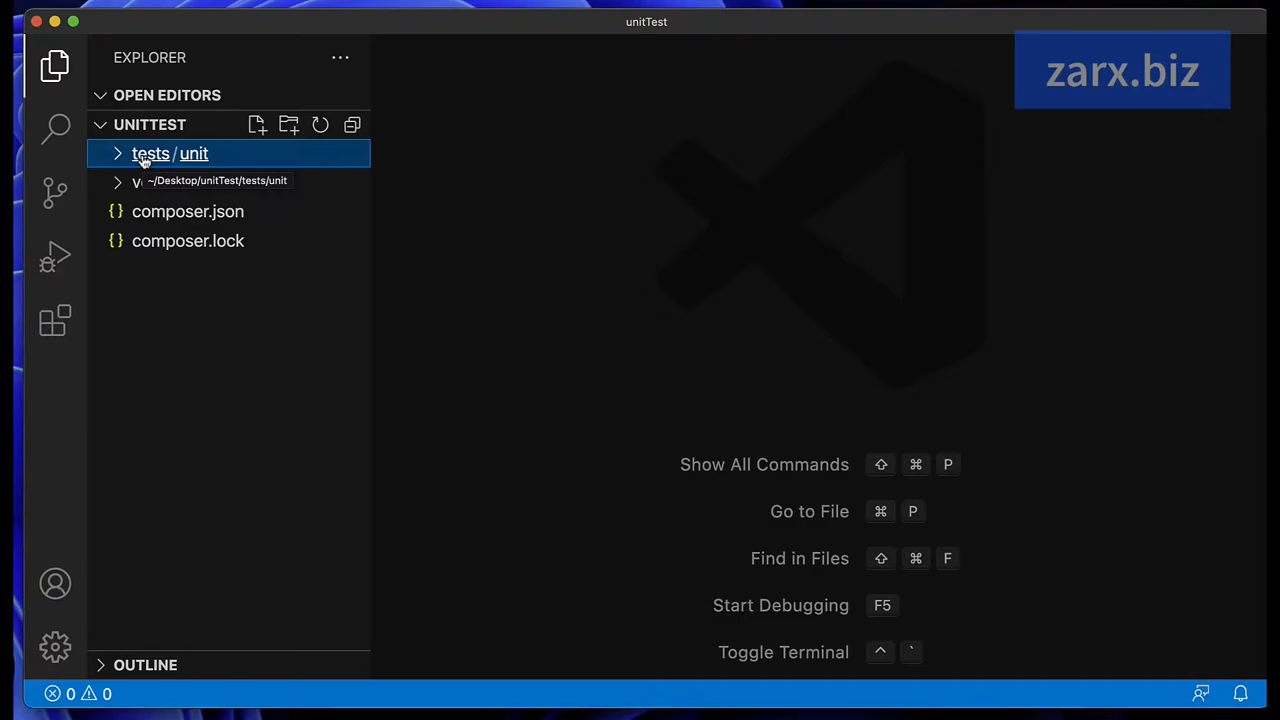 unitTest
zarx.biz
EXPLORER
OPEN EDITORS
UNITTEST
tests/unit
~/Desktop/unitTest/tests/unit
composer.json
composer.lock
Show All Commands ⇧ ⌘ P
Go to File ⌘ P
Find in Files ⇧ ⌘ F
Start Debugging F5
Toggle Terminal ^ `
OUTLINE
0 0